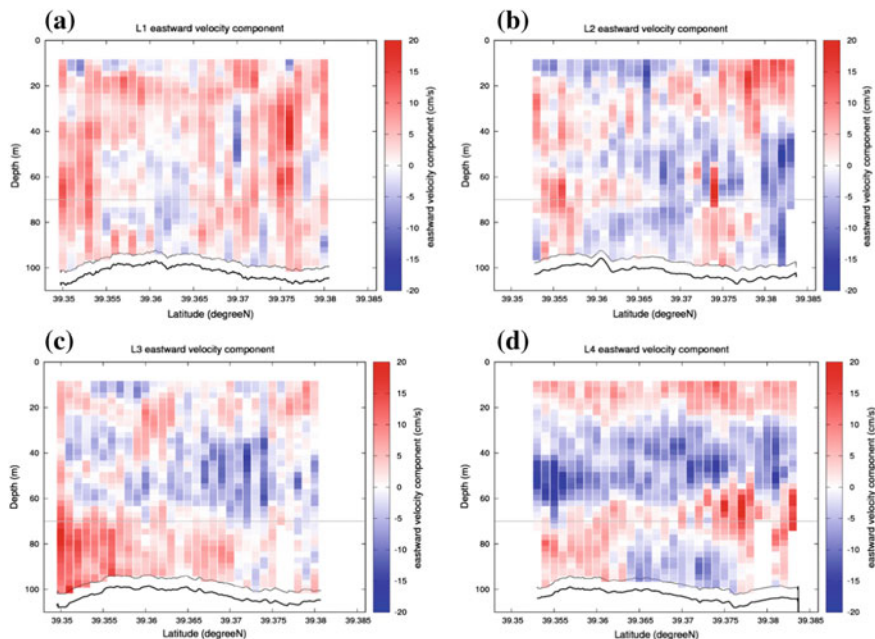 (a)
L1 eastward velocity component
0
20
40
60
80
100
Depth (m)
39.35 39.355 39.36 39.365 39.37 39.375 39.38 39.385
Latitude (degreeN)
20
15
10
5
0
-5
-10
-15
-20
eastward velocity component (cm/s)
(b)
L2 eastward velocity component
0
20
40
60
80
100
Depth (m)
39.35 39.355 39.36 39.365 39.37 39.375 39.38 39.385
Latitude (degreeN)
20
15
10
5
0
-5
-10
-15
-20
eastward velocity component (cm/s)
(c)
L3 eastward velocity component
0
20
40
60
80
100
Depth (m)
39.35 39.355 39.36 39.365 39.37 39.375 39.38 39.385
Latitude (degreeN)
20
15
10
5
0
-5
-10
-15
-20
eastward velocity component (cm/s)
(d)
L4 eastward velocity component
0
20
40
60
80
100
Depth (m)
39.35 39.355 39.36 39.365 39.37 39.375 39.38 39.385
Latitude (degreeN)
20
15
10
5
0
-5
-10
-15
-20
eastward velocity component (cm/s)